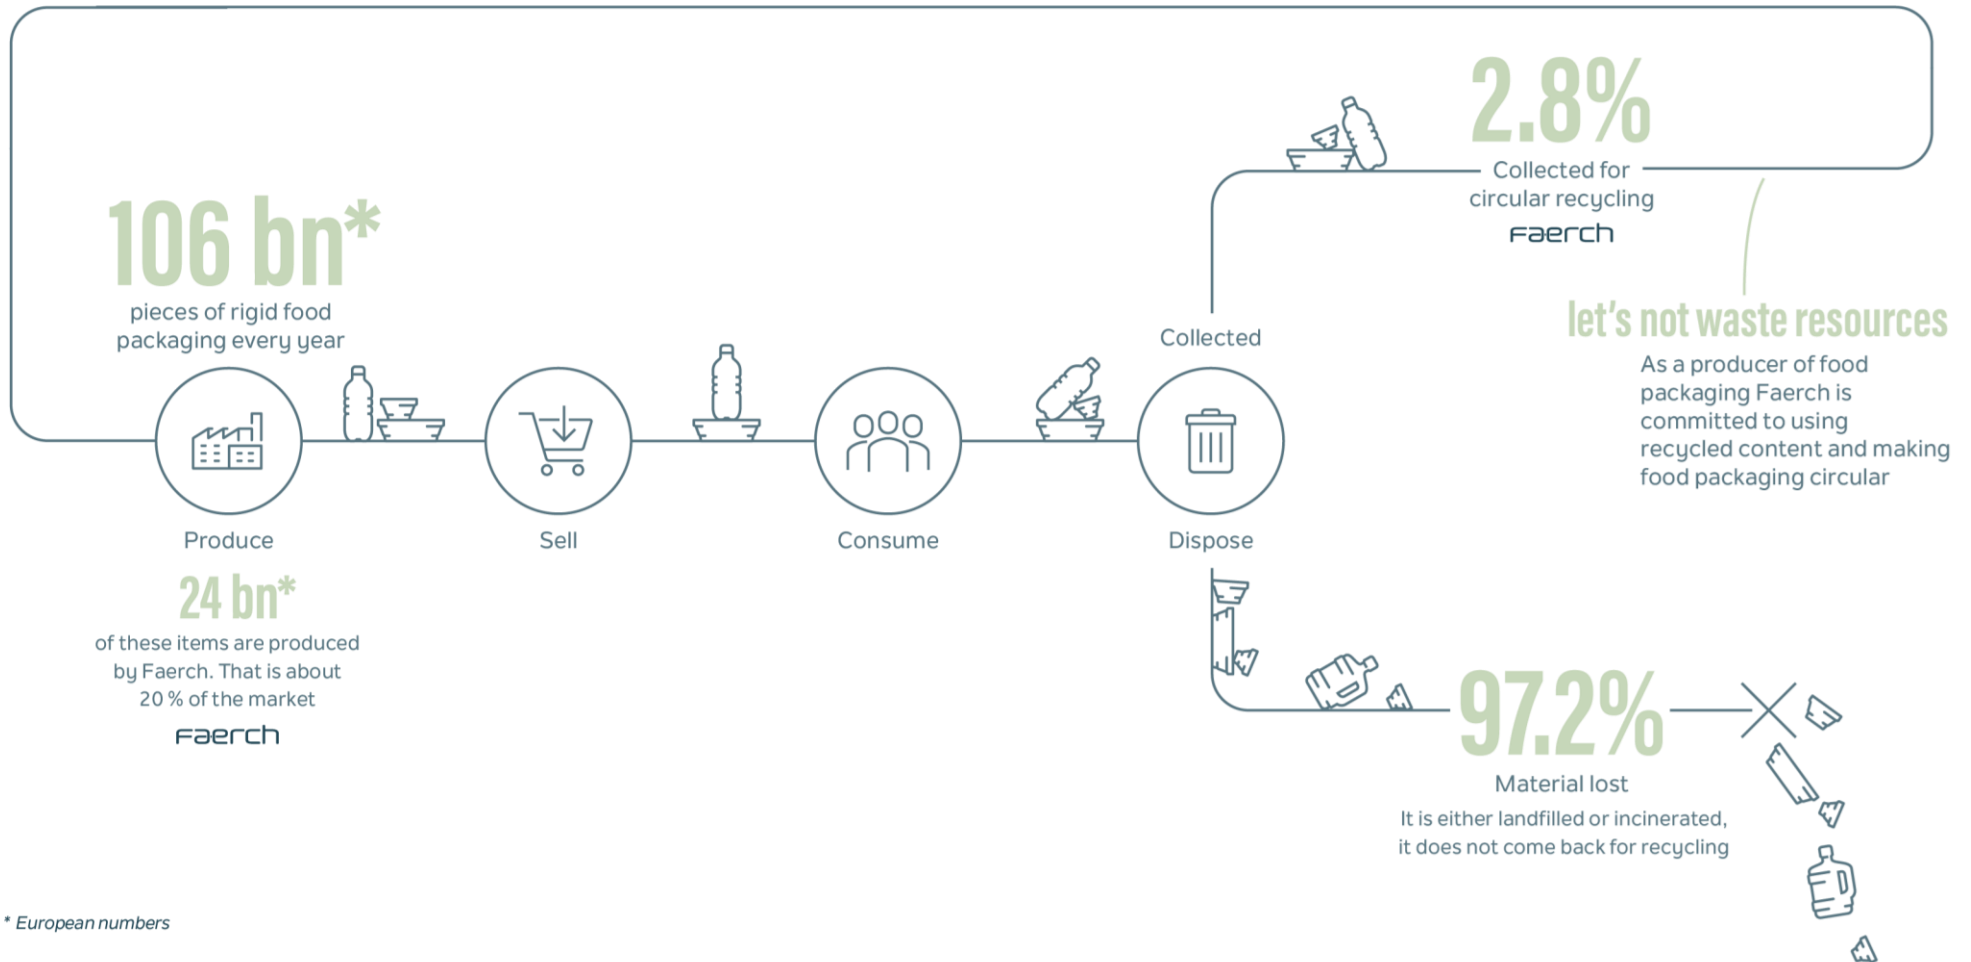 106 bn*
pieces of rigid food
packaging every year
Produce
24 bn*
of these items are produced
by Faerch. That is about
20 % of the market
Faerch
Sell
Consume
Collected
Dispose
2.8%
Collected for
circular recycling
Faerch
let's not waste resources
As a producer of food
packaging Faerch is
committed to using
recycled content and making
food packaging circular
97.2%
Material lost
It is either landfilled or incinerated,
it does not come back for recycling
* European numbers